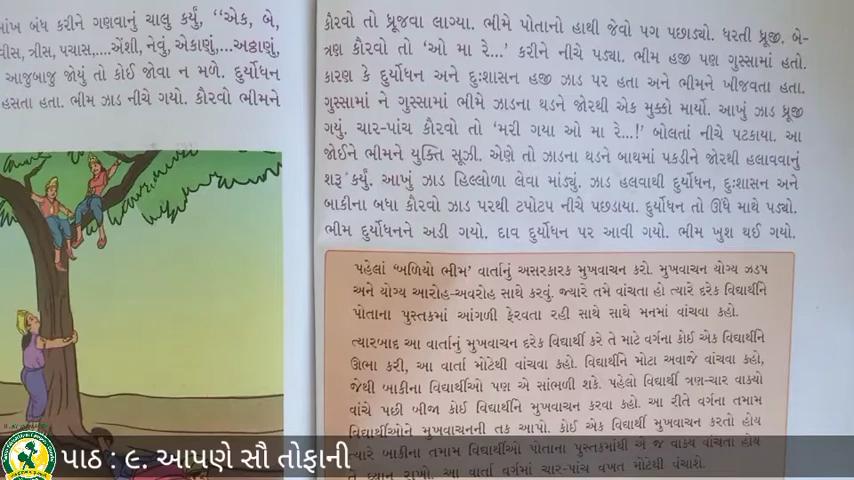 આંખ બંધ કરીને ગણવાનું ચાલુ કર્યું, “એક, બે,
વીસ, ત્રીસ, પચાસ,....એંશી, નેવું, એકાણું,...અઠ્ઠાણું,
આજુબાજુ જોયું તો કોઈ જોવા ન મળે. દુર્યોધન
હસતા હતા. ભીમ ઝાડ નીચે ગયો. કૌરવો ભીમને
કૌરવો તો ધ્રૂજવા લાગ્યા. ભીમે પોતાનો હાથી જેવો પગ પછાડ્યો. ધરતી ધ્રૂજી. બે-
ત્રણ કૌરવો તો ‘ઓ મા રે...’ કરીને નીચે પડ્યા. ભીમ હજી પણ ગુસ્સામાં હતો.
કારણ કે દુર્યોધન અને દુઃશાસન હજી ઝાડ પર હતા અને ભીમને ખીજવતા હતા.
ગુસ્સામાં ને ગુસ્સામાં ભીમે ઝાડના થડને જોરથી એક મુક્કો માર્યો. આખું ઝાડ ધ્રૂજી
ગયું. ચાર-પાંચ કૌરવો તો ‘મરી ગયા ઓ મા રે...!’ બોલતાં નીચે પટકાયા. આ
જોઈને ભીમને યુક્તિ સૂઝી. એણે તો ઝાડના થડને બાથમાં પકડીને જોરથી હલાવવાનું
શરૂ કર્યું. આખું ઝાડ હિલ્લોળા લેવા માંડ્યું. ઝાડ હલવાથી દુર્યોધન, દુઃશાસન અને
બાકીના બધા કૌરવો ઝાડ પરથી ટપોટપ નીચે પછડાયા. દુર્યોધન તો ઊંધે માથે પડ્યો.
ભીમ દુર્યોધનને અડી ગયો. દાવ દુર્યોધન પર આવી ગયો. ભીમ ખુશ થઈ ગયો.
પહેલાં ‘બળિયો ભીમ’ વાર્તાનું અસરકારક મુખવાચન કરો. મુખવાચન યોગ્ય ઝડપ
અને યોગ્ય આરોહ-અવરોહ સાથે કરવું. જ્યારે તમે વાંચતા હો ત્યારે દરેક વિદ્યાર્થીને
પોતાના પુસ્તકમાં આંગળી ફેરવતા રહી સાથે સાથે મનમાં વાંચવા કહો.
ત્યારબાદ આ વાર્તાનું મુખવાચન દરેક વિદ્યાર્થી કરે તે માટે વર્ગના કોઈ એક વિદ્યાર્થીને
ઊભા કરી, આ વાર્તા મોટેથી વાંચવા કહો. વિદ્યાર્થીને મોટા અવાજે વાંચવા કહો,
જેથી બાકીના વિદ્યાર્થીઓ પણ એ સાંભળી શકે. પહેલો વિદ્યાર્થી ત્રણ-ચાર વાક્યો
વાંચે પછી બીજા કોઈ વિદ્યાર્થીને મુખવાચન કરવા કહો. આ રીતે વર્ગના તમામ
વિદ્યાર્થીઓને મુખવાચનની તક આપો. કોઈ એક વિદ્યાર્થી મુખવાચન કરતો હોય
ત્યારે બાકીના તમામ વિદ્યાર્થીઓ પોતાના પુસ્તકમાંથી એ જ વાક્ય વાંચતા હોય
તે ધ્યાન રાખો. આ વાર્તા વર્ગમાં ચાર-પાંચ વખત મોટેથી વંચાશે.
પાઠ : ૯. આપણે સૌ તોફાની